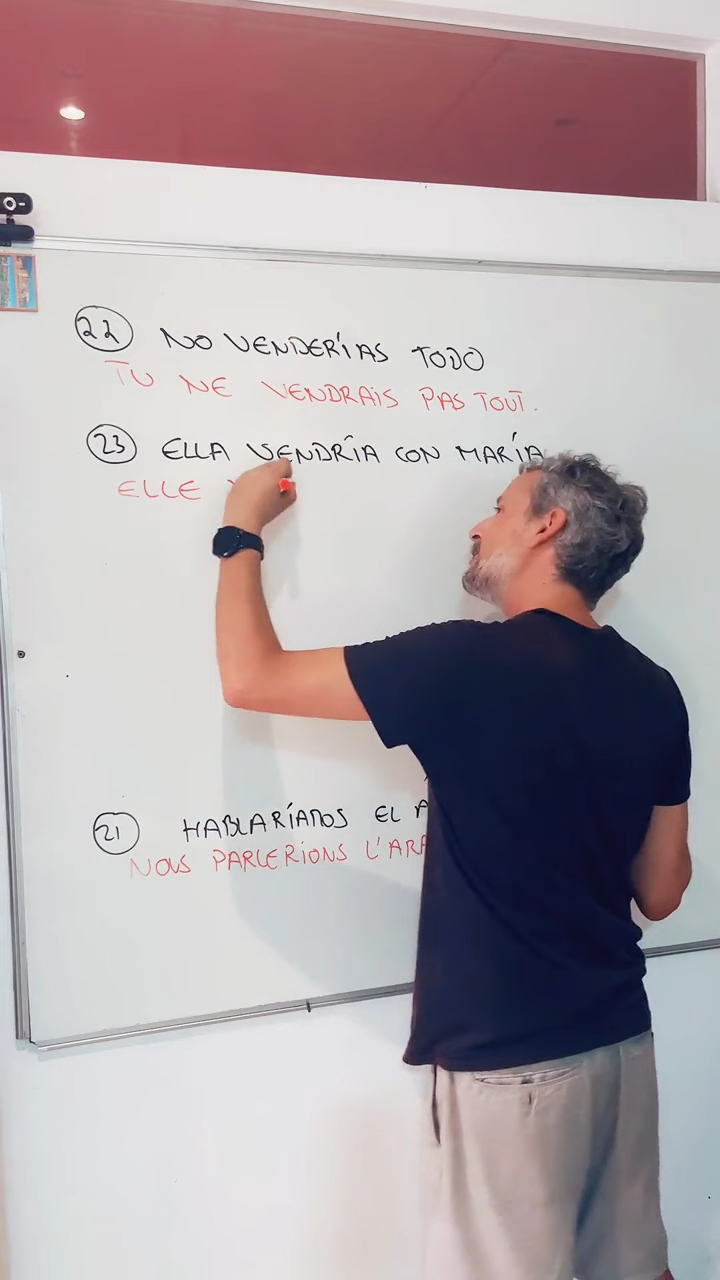 22 NO VENDERÍAS TODO
TU NE VENDRAIS PAS TOUT.
23 ELLA VENDRÍA CON MARÍA
ELLE
21 HABLARÍAMOS EL
NOUS PARLERIONS L'ARA